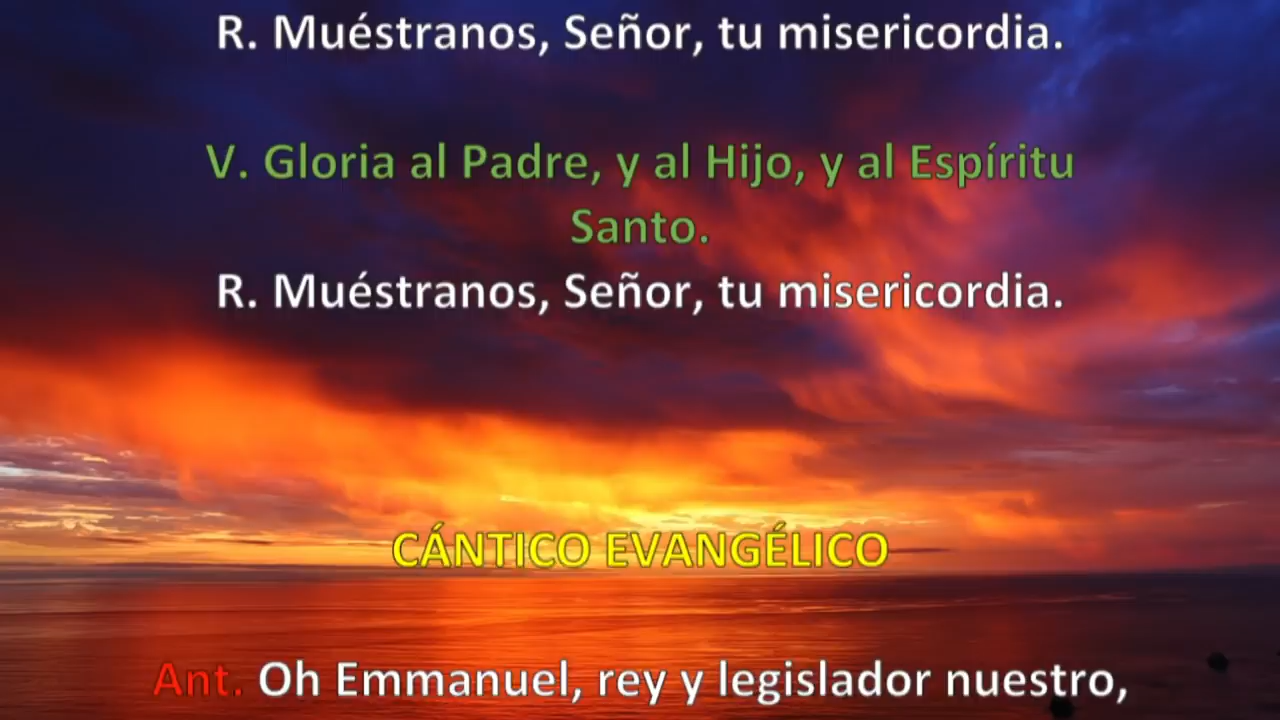 R. Muéstranos, Señor, tu misericordia.
V. Gloria al Padre, y al Hijo, y al Espíritu
Santo.
R. Muéstranos, Señor, tu misericordia.
CÁNTICO EVANGÉLICO
Ant. Oh Emmanuel, rey y legislador nuestro,